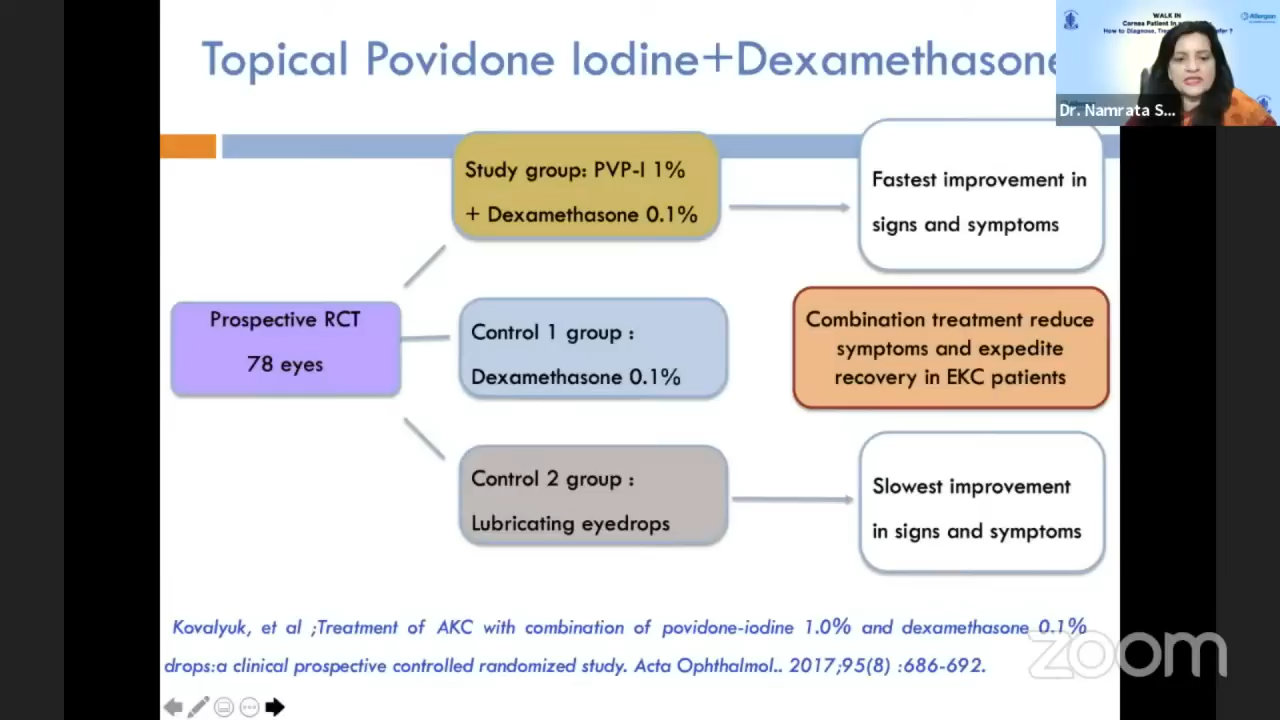 Topical Povidone Iodine+Dexamethasone
WALK IN
Allergan
Dr. Namrata S...
Study group: PVP-I 1%
+ Dexamethasone 0.1%
Fastest improvement in
signs and symptoms
Prospective RCT
78 eyes
Control 1 group :
Dexamethasone 0.1%
Combination treatment reduce
symptoms and expedite
recovery in EKC patients
Control 2 group :
Lubricating eyedrops
Slowest improvement
in signs and symptoms
Kovalyuk, et al ;Treatment of AKC with combination of povidone-iodine 1.0% and dexamethasone 0.1%
drops:a clinical prospective controlled randomized study. Acta Ophthalmol.. 2017;95(8) :686-692.
zoom